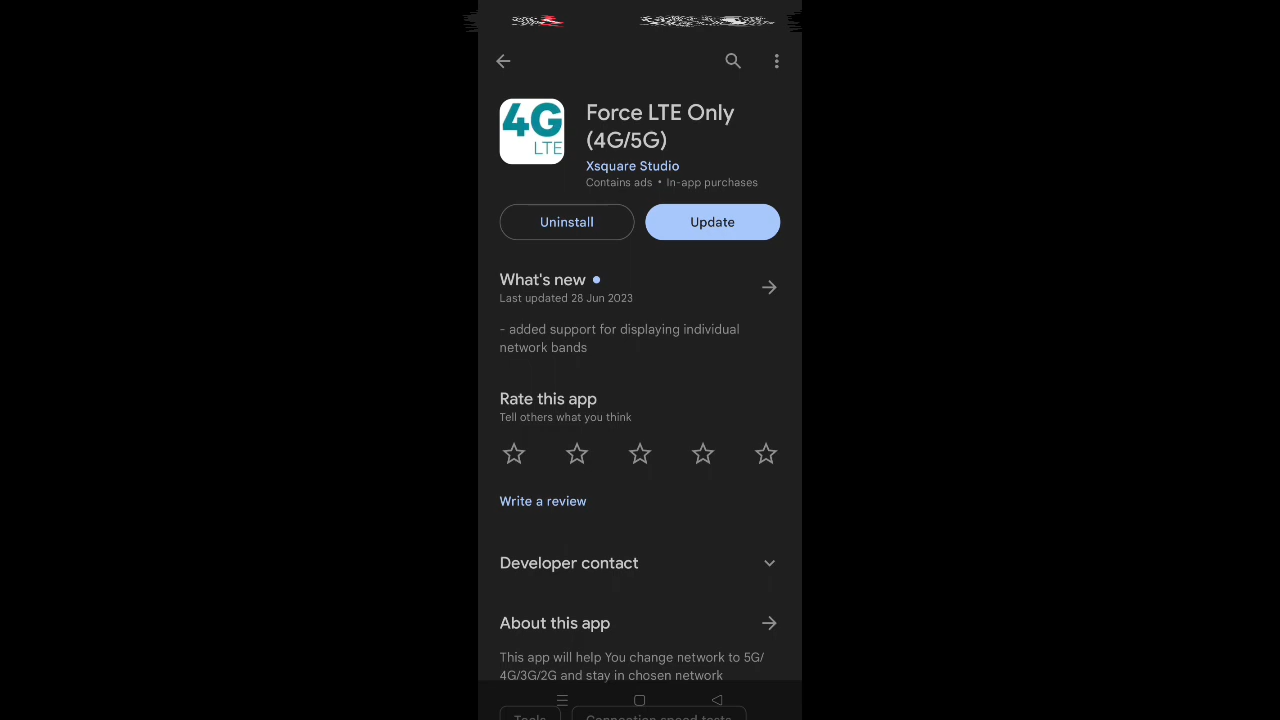 4G
LTE
Force LTE Only
(4G/5G)
Xsquare Studio
Contains ads • In-app purchases
Uninstall
Update
What's new
Last updated 28 Jun 2023
- added support for displaying individual
network bands
Rate this app
Tell others what you think
Write a review
Developer contact
About this app
This app will help You change network to 5G/
4G/3G/2G and stay in chosen network
Tools
Connection speed tests